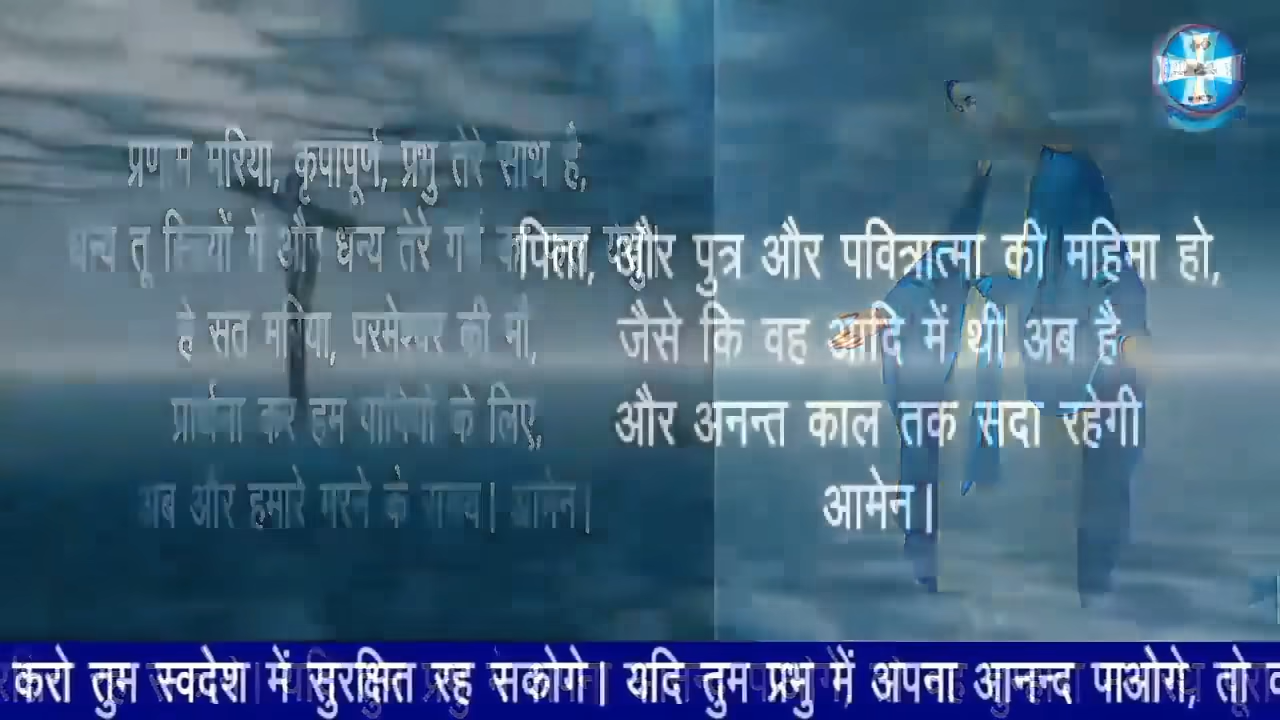 प्रणाम मरिया, कृपापूर्ण, प्रभु तेरे साथ है,
धन्य तू स्त्रियों में और धन्य तेरे
हे संत मरिया, परमेश्वर की माँ,
प्रार्थना कर हम पापियों के लिए,
अब और हमारे मरने के समय। आमेन।
पिता, और पुत्र और पवित्रात्मा की महिमा हो,
जैसे कि वह आदि में थी अब है
और अनन्त काल तक सदा रहेगी
आमेन।
करो तुम स्वदेश में सुरक्षित रह सकोगे। यदि तुम प्रभु में अपना आनन्द पाओगे, तो